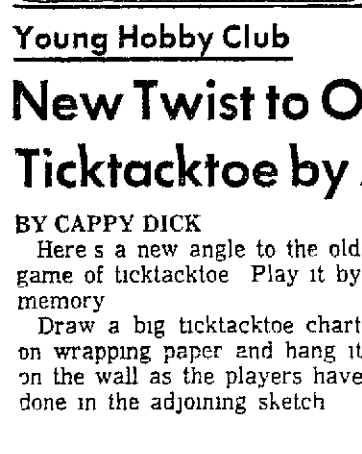 Young Hobby Club
New Twist to O
Ticktacktoe by
BY CAPPY DICK
Here s a new angle to the old
game of ticktacktoe Play it by
memory
Draw a big ticktacktoe chart
on wrapping paper and hang it
on the wall as the players have
done in the adjoining sketch